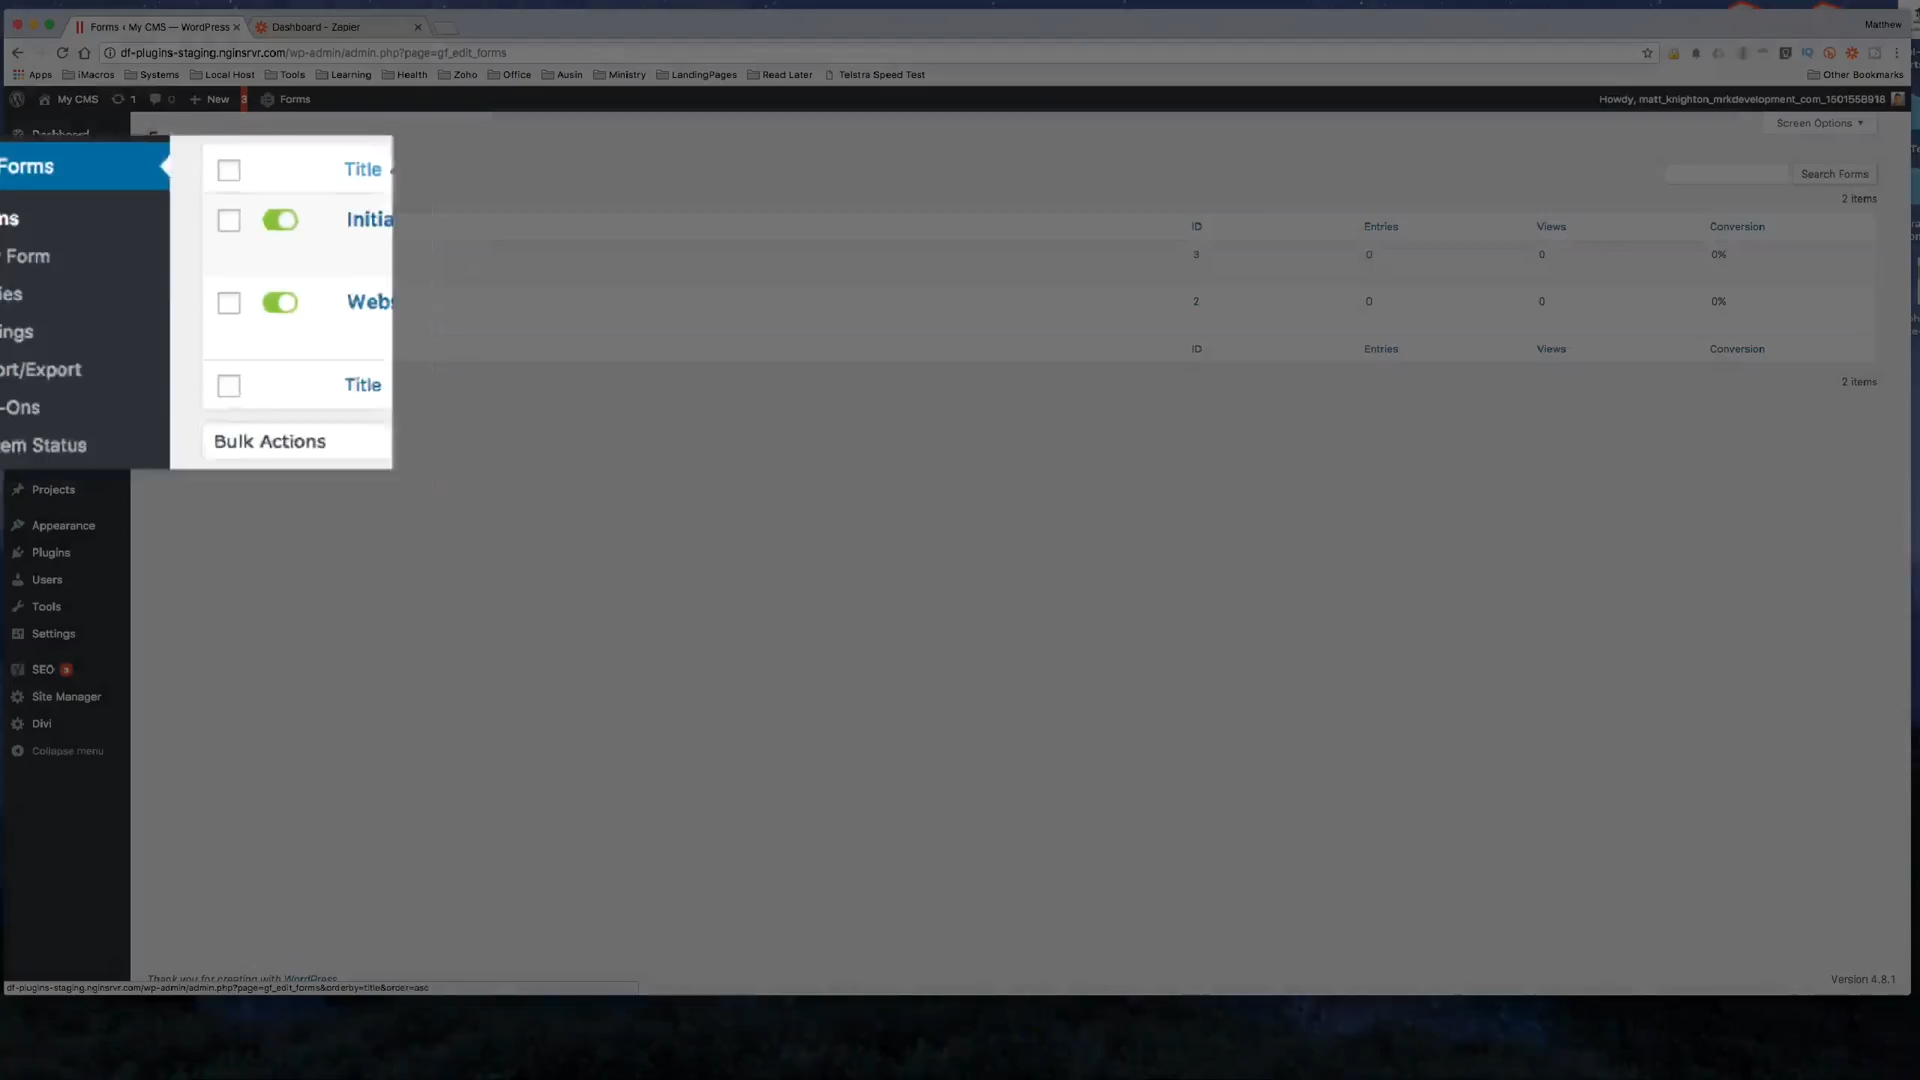 Matthew
Forms ‹ My CMS — WordPress
Dashboard - Zapier
df-plugins-staging.nginsrvr.com/wp-admin/admin.php?page=gf_edit_forms
Apps iMacros Systems Local Host Tools Learning Health Zoho Office Ausin Ministry LandingPages Read Later Telstra Speed Test Other Bookmarks
My CMS 1 0 New 3 Forms Howdy, matt_knighton_mrkdevelopment_com_1501558918
Dashboard
Screen Options
Forms
Title
Search Forms
2 items
ms
Initia
ID Entries Views Conversion
3 0 0 0%
Form
ies
Webs
2 0 0 0%
ings
ID Entries Views Conversion
ort/Export
Title
2 items
-Ons
em Status
Bulk Actions
Projects
Appearance
Plugins
Users
Tools
Settings
SEO 3
Site Manager
Divi
Collapse menu
Thank you for creating with WordPress
Version 4.8.1
df-plugins-staging.nginsrvr.com/wp-admin/admin.php?page=gf_edit_forms&orderby=title&order=asc